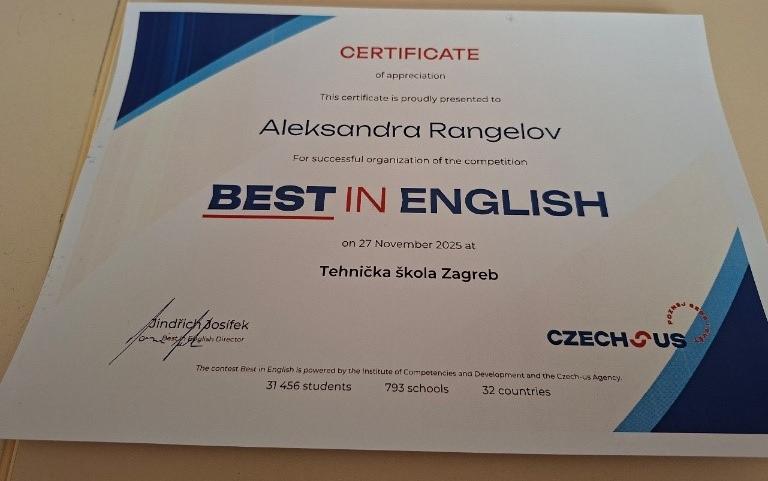 CERTIFICATE
of appreciation
This certificate is proudly presented to
Aleksandra Rangelov
For successful organization of the competition
BEST IN ENGLISH
on 27 November 2025 at
Tehnička škola Zagreb
Jindřich Josífek
Best in English Director
CZECH-US
The contest Best in English is powered by the Institute of Competencies and Development and the Czech-us Agency.
31 456 students 793 schools 32 countries